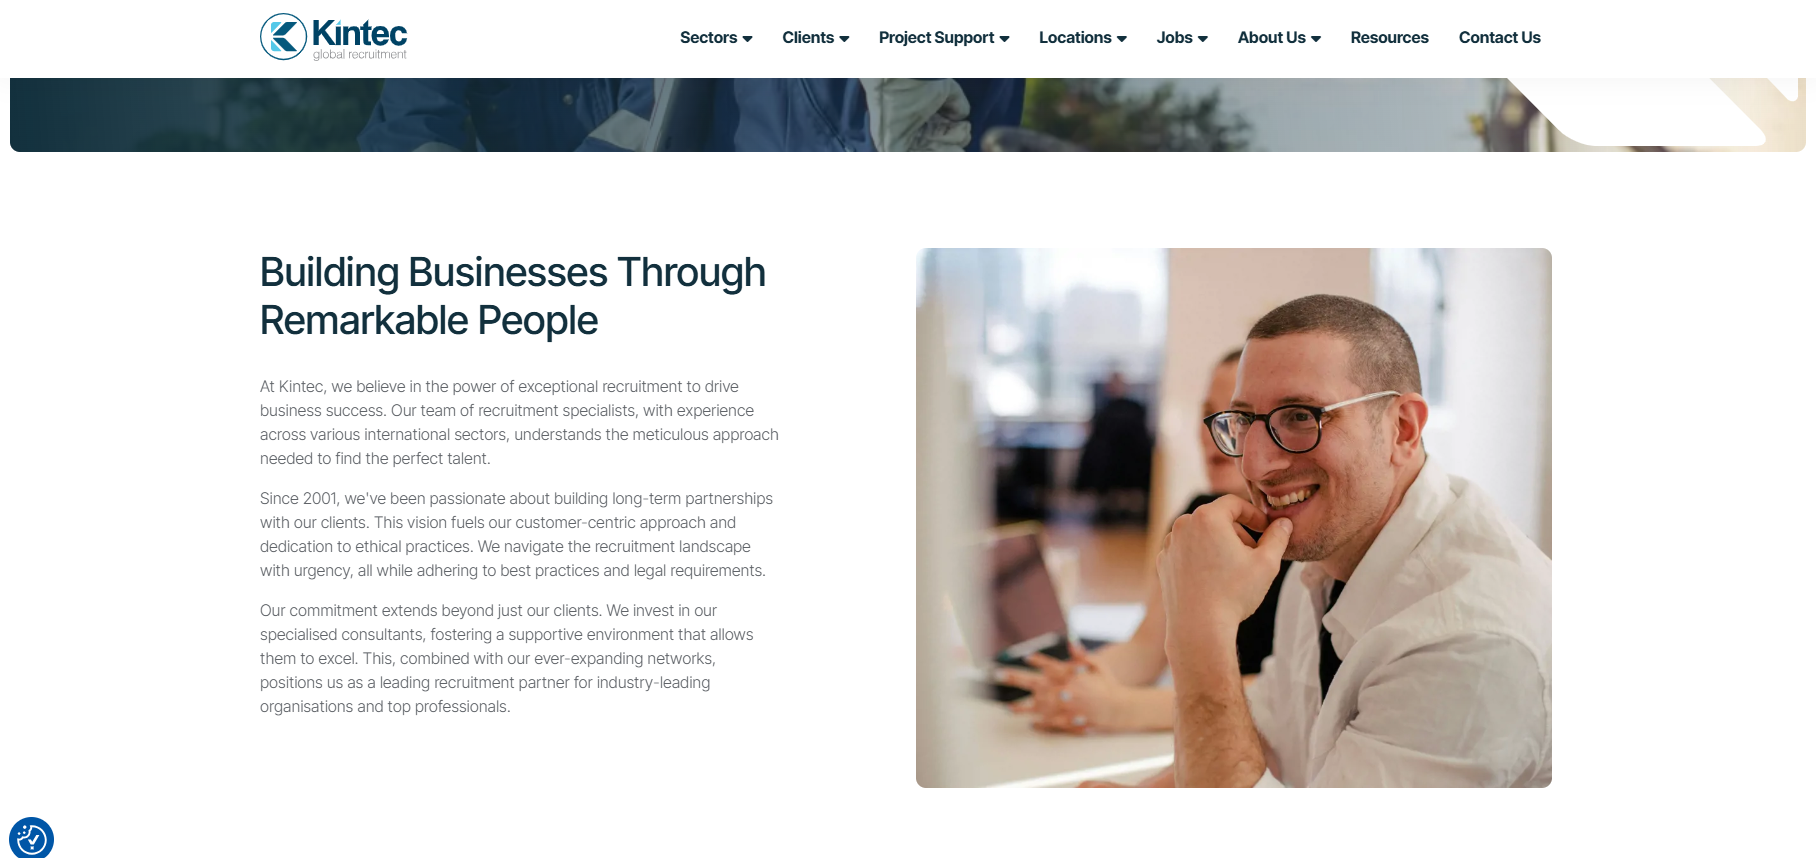 Kintec
global recruitment
Sectors Clients Project Support Locations Jobs About Us Resources Contact Us
Building Businesses Through
Remarkable People
At Kintec, we believe in the power of exceptional recruitment to drive
business success. Our team of recruitment specialists, with experience
across various international sectors, understands the meticulous approach
needed to find the perfect talent.
Since 2001, we've been passionate about building long-term partnerships
with our clients. This vision fuels our customer-centric approach and
dedication to ethical practices. We navigate the recruitment landscape
with urgency, all while adhering to best practices and legal requirements.
Our commitment extends beyond just our clients. We invest in our
specialised consultants, fostering a supportive environment that allows
them to excel. This, combined with our ever-expanding networks,
positions us as a leading recruitment partner for industry-leading
organisations and top professionals.